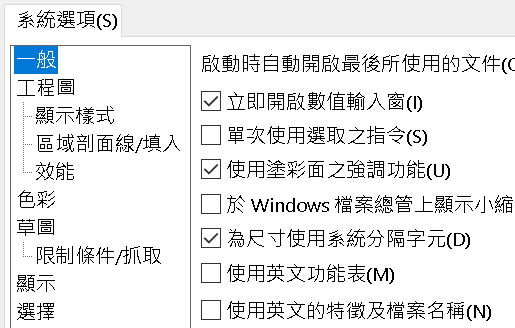 系統選項(S)
一般
工程圖
顯示樣式
區域剖面線/填入
效能
色彩
草圖
限制條件/抓取
顯示
選擇
啟動時自動開啟最後所使用的文件(
立即開啟數值輸入窗(I)
單次使用選取之指令(S)
使用塗彩面之強調功能(U)
於 Windows 檔案總管上顯示小縮
為尺寸使用系統分隔字元(D)
使用英文功能表(M)
使用英文的特徵及檔案名稱(N)